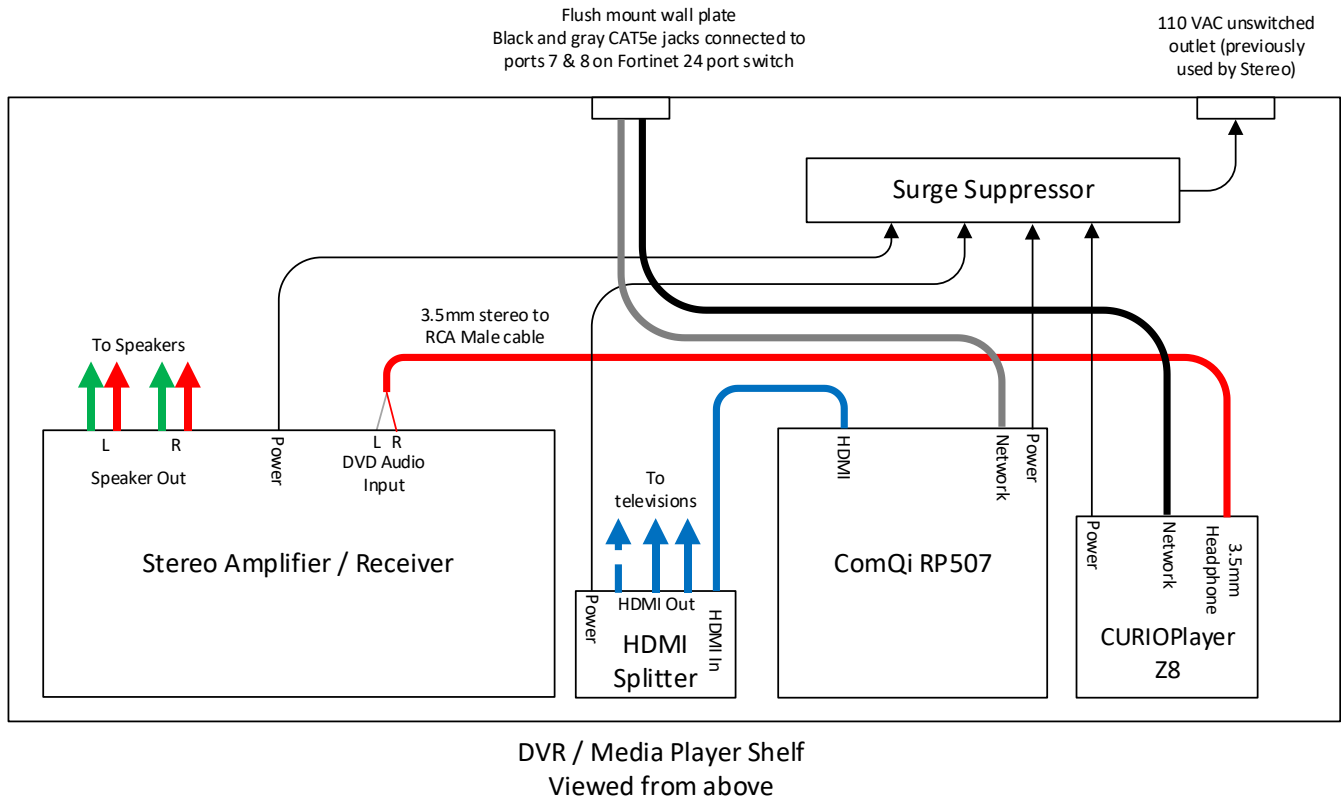 Flush mount wall plate
Black and gray CAT5e jacks connected to
ports 7 & 8 on Fortinet 24 port switch
110 VAC unswitched
outlet (previously
used by Stereo)
Surge Suppressor
3.5mm stereo to
RCA Male cable
To Speakers
L
R
Speaker Out
Power
L R
DVD Audio
Input
Stereo Amplifier / Receiver
To
televisions
Power
HDMI Out
HDMI In
HDMI
Splitter
HDMI
Network
Power
ComQi RP507
Power
Network
3.5mm
Headphone
CURIOPlayer
Z8
DVR / Media Player Shelf
Viewed from above